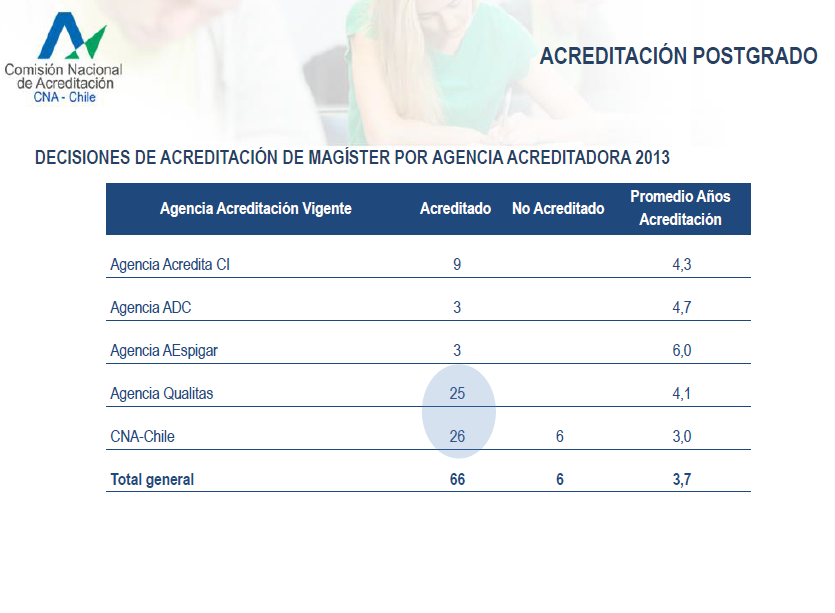 Comisión Nacional
de Acreditación
CNA - Chile
ACREDITACIÓN POSTGRADO
DECISIONES DE ACREDITACIÓN DE MAGÍSTER POR AGENCIA ACREDITADORA 2013
Agencia Acreditación Vigente Acreditado No Acreditado Promedio Años Acreditación
Agencia Acredita CI 9 4,3
Agencia ADC 3 4,7
Agencia AEspigar 3 6,0
Agencia Qualitas 25 4,1
CNA-Chile 26 6 3,0
Total general 66 6 3,7